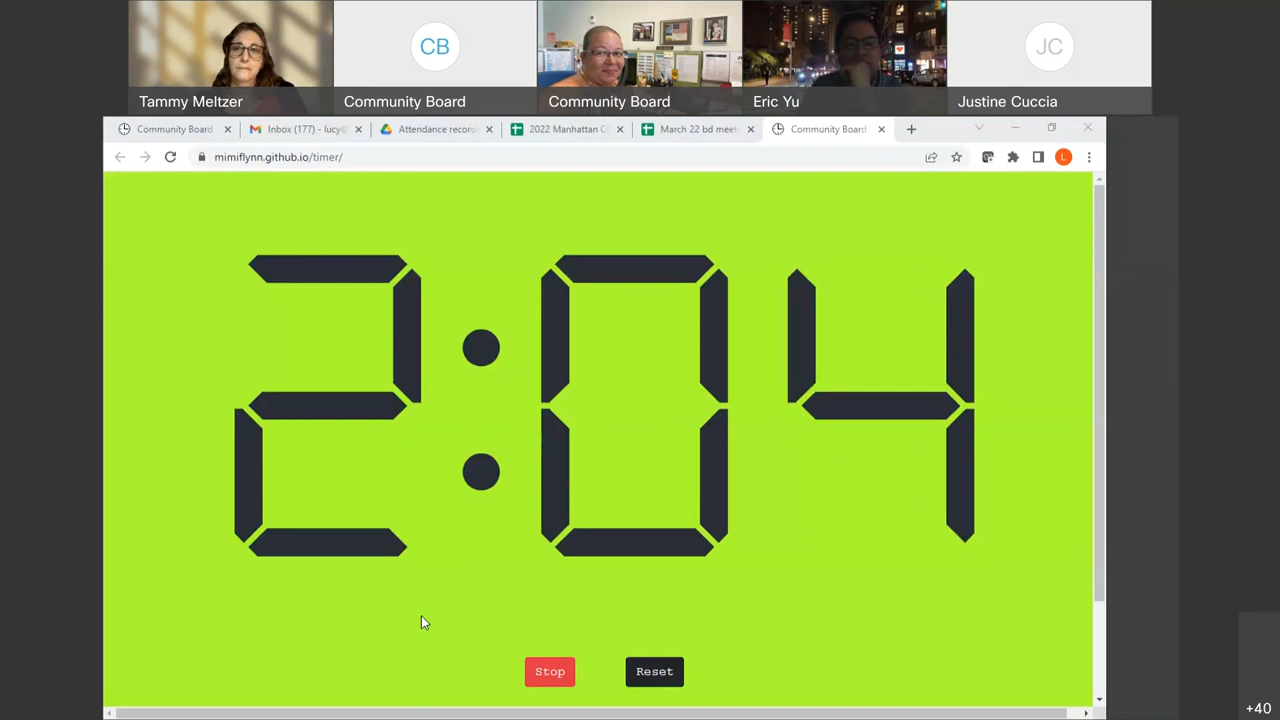 CB
JC
Tammy Meltzer
Community Board
Community Board
Eric Yu
Justine Cuccia
Community Board
Inbox (177) - lucy@
Attendance record
2022 Manhattan C
March 22 bd meet
Community Board
mimiflynn.github.io/timer/
L
2:04
Stop
Reset
+40